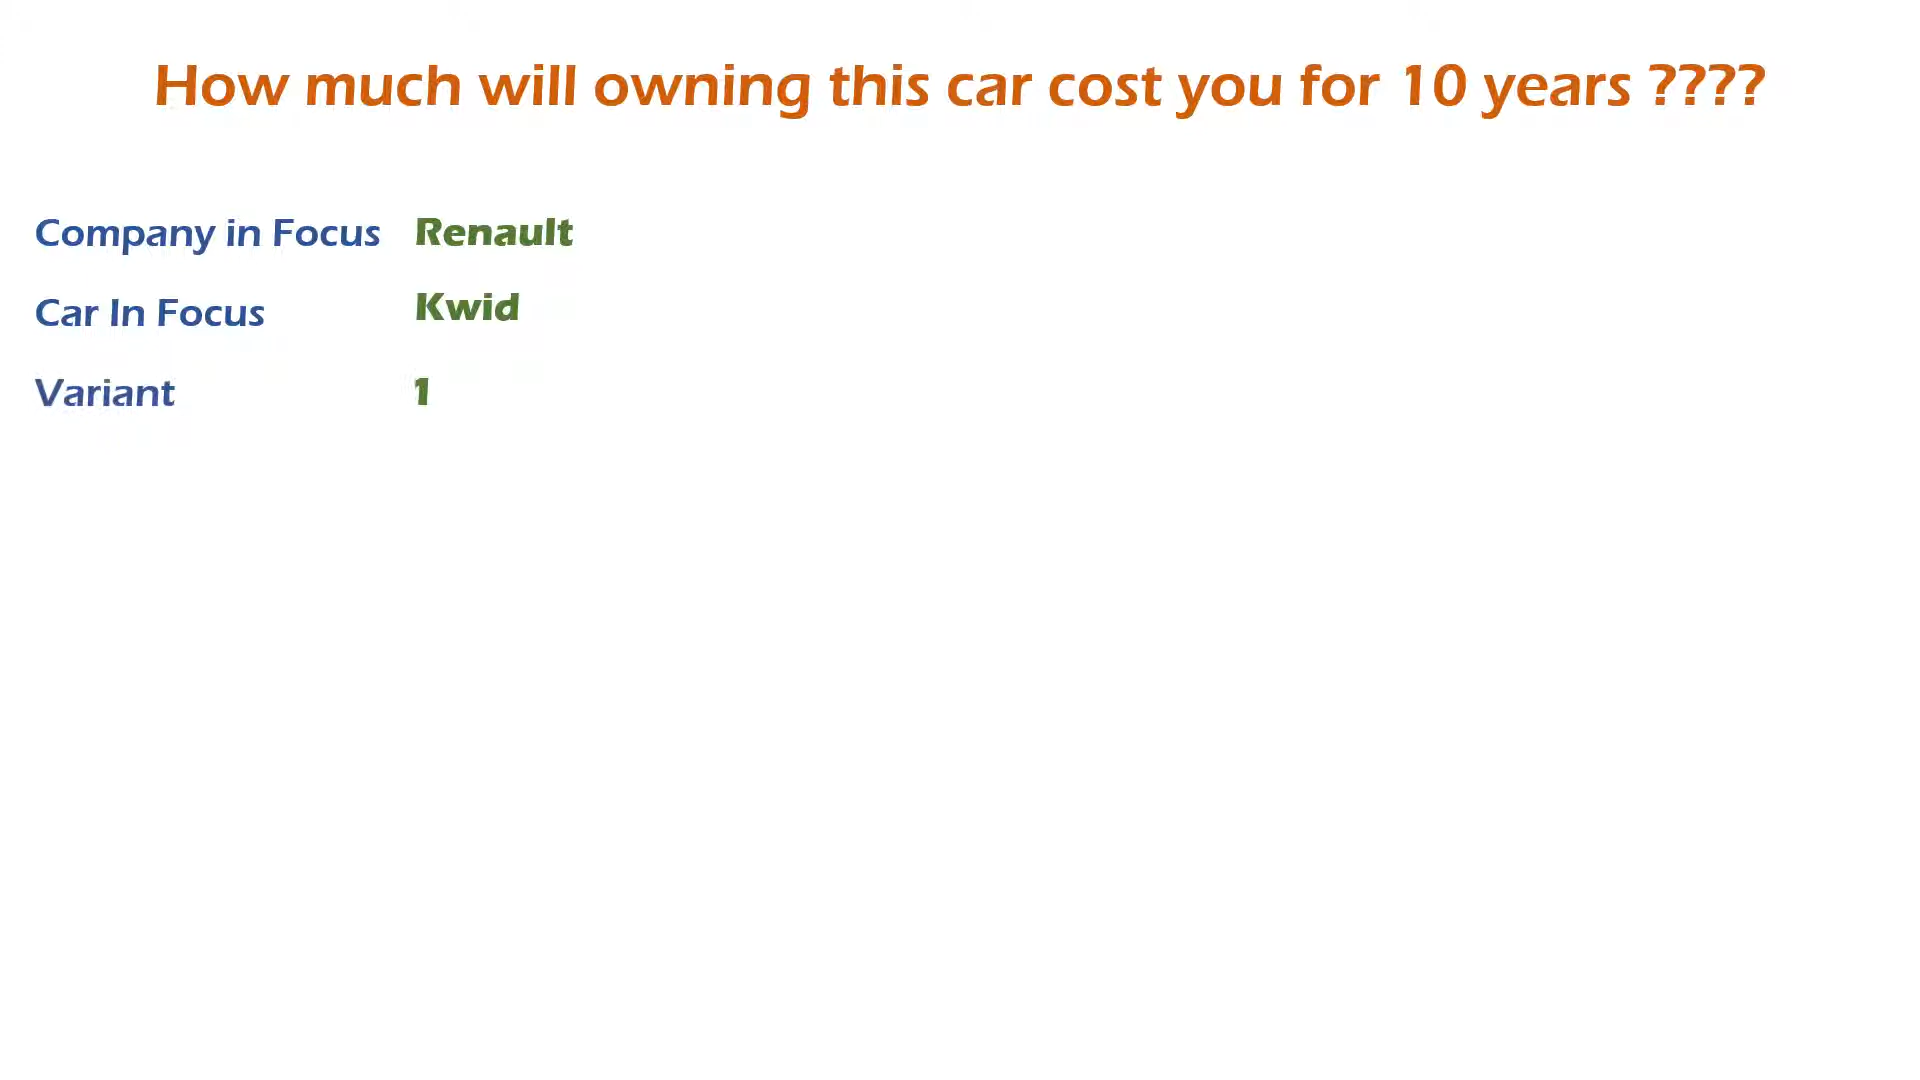 How much will owning this car cost you for 10 years ????
Company in Focus Renault
Car In Focus Kwid
Variant 1